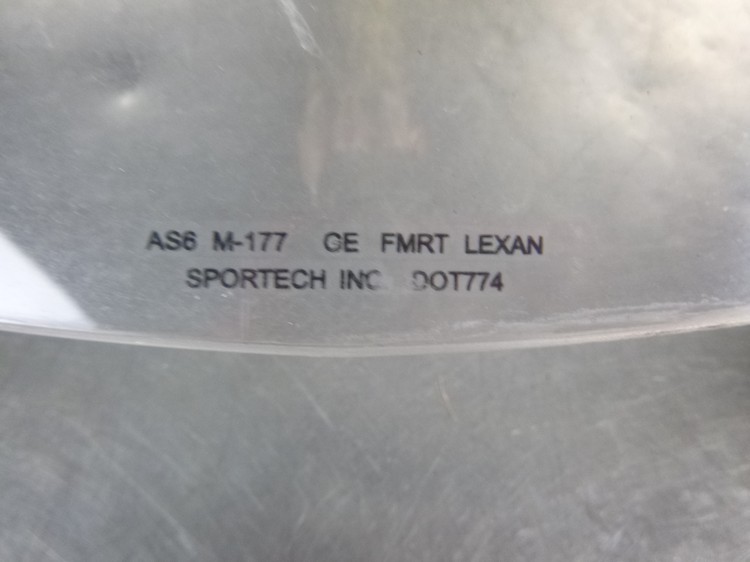 AS6 M-177 GE FMRT LEXAN
SPORTECH INC. DOT774